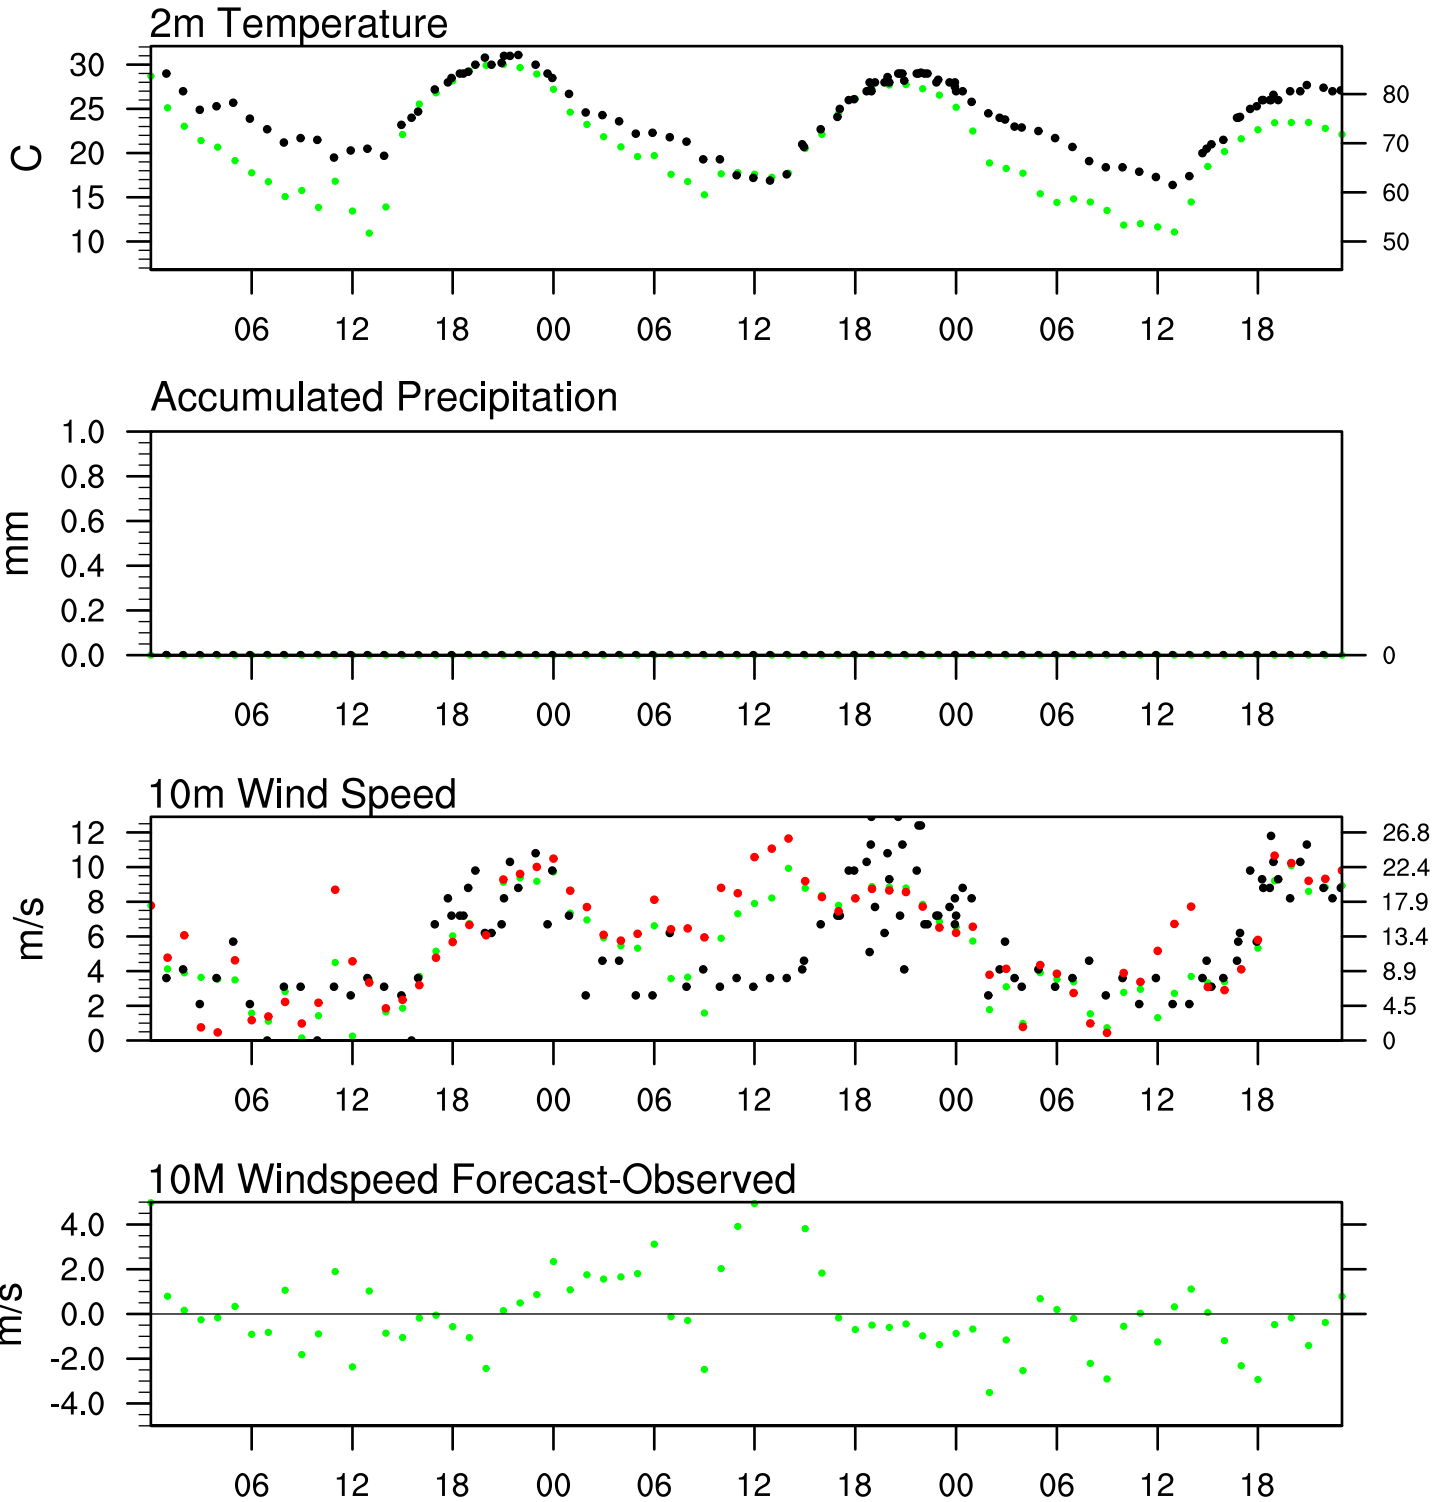 2m Temperature
30
25
20
15
10
C
80
70
60
50
06 12 18 00 06 12 18 00 06 12 18
Accumulated Precipitation
1.0
0.8
0.6
0.4
0.2
0.0
mm
0
06 12 18 00 06 12 18 00 06 12 18
10m Wind Speed
12
10
8
6
4
2
0
m/s
26.8
22.4
17.9
13.4
8.9
4.5
0
06 12 18 00 06 12 18 00 06 12 18
10M Windspeed Forecast-Observed
4.0
2.0
0.0
-2.0
-4.0
m/s
06 12 18 00 06 12 18 00 06 12 18